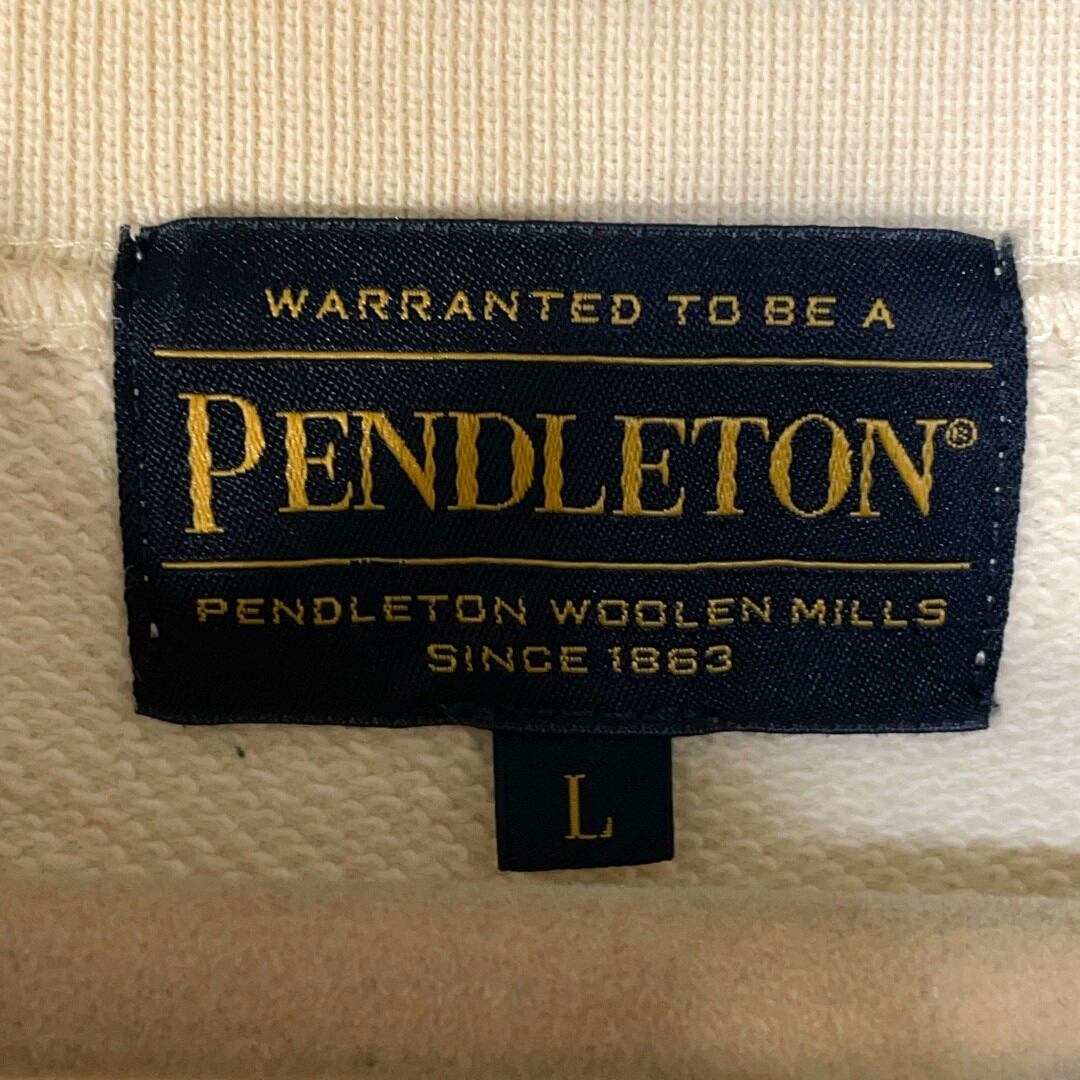 WARRANTED TO BE A
PENDLETON®
PENDLETON WOOLEN MILLS
SINCE 1863
L